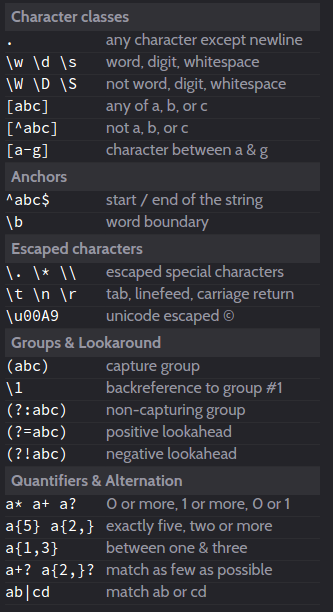 Character classes
. any character except newline
\w \d \s word, digit, whitespace
\W \D \S not word, digit, whitespace
[abc] any of a, b, or c
[^abc] not a, b, or c
[a-g] character between a & g
Anchors
^abc$ start / end of the string
\b word boundary
Escaped characters
\. \* \\ escaped special characters
\t \n \r tab, linefeed, carriage return
\u00A9 unicode escaped ©
Groups & Lookaround
(abc) capture group
\1 backreference to group #1
(?:abc) non-capturing group
(?=abc) positive lookahead
(?!abc) negative lookahead
Quantifiers & Alternation
a* a+ a? 0 or more, 1 or more, 0 or 1
a{5} a{2,} exactly five, two or more
a{1,3} between one & three
a+? a{2,}? match as few as possible
ab|cd match ab or cd